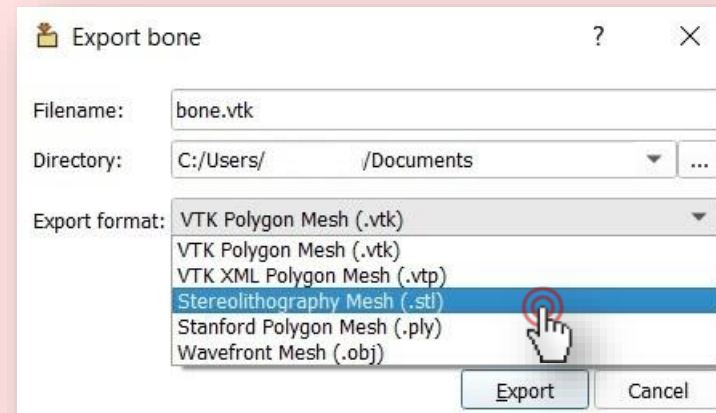 Export bone ?
Filename: bone.vtk
Directory: C:/Users/ /Documents ...
Export format: VTK Polygon Mesh (.vtk)
VTK Polygon Mesh (.vtk)
VTK XML Polygon Mesh (.vtp)
Stereolithography Mesh (.stl)
Stanford Polygon Mesh (.ply)
Wavefront Mesh (.obj)
Export Cancel